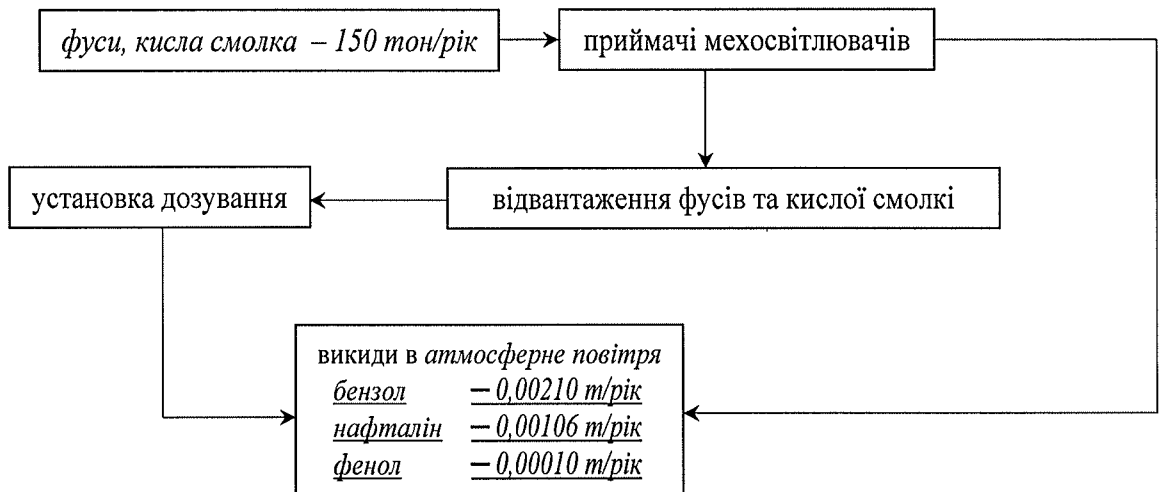 фуси, кисла смолка – 150 тон/рік
приймачі мехосвітлювачів
установка дозування
відвантаження фусів та кислої смолкі
викиди в атмосферне повітря
бензол – 0,00210 т/рік
нафталін – 0,00106 т/рік
фенол – 0,00010 т/рік